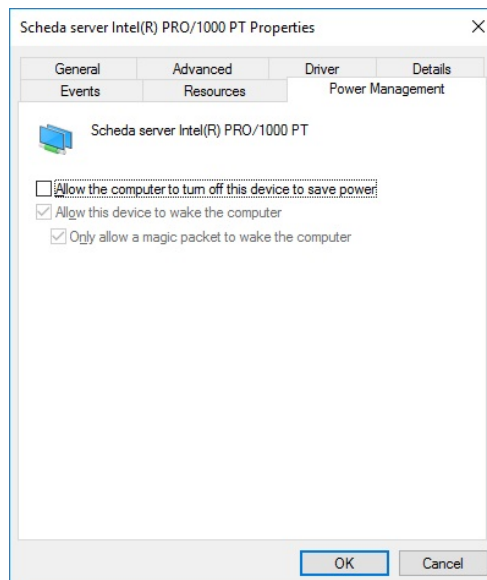 Scheda server Intel(R) PRO/1000 PT Properties
General Advanced Driver Details
Events Resources Power Management
Scheda server Intel(R) PRO/1000 PT
Allow the computer to turn off this device to save power
Allow this device to wake the computer
Only allow a magic packet to wake the computer
OK Cancel